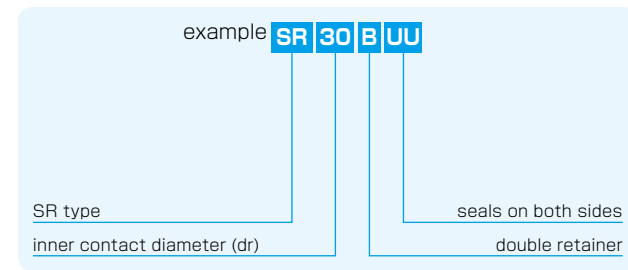 example SR 30 B UU
SR type seals on both sides
inner contact diameter (dr) double retainer